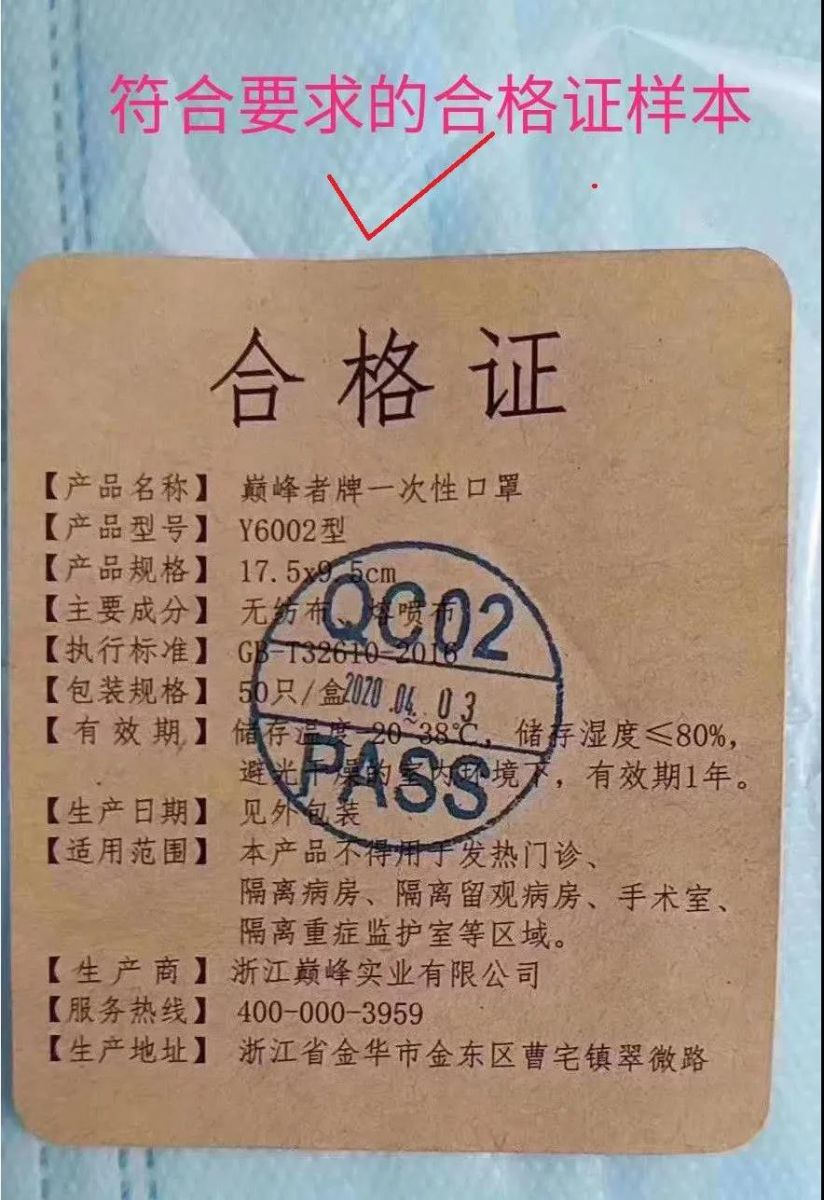 符合要求的合格证样本
合格证
【产品名称】 巅峰者牌一次性口罩
【产品型号】 Y6002型
【产品规格】 17.5x9.5cm
【主要成分】 无纺布、熔喷布
【执行标准】 GB-T32610-2016
【包装规格】 50只/盒
【有效期】 储存温度-20~38℃，储存湿度≤80%，
避光干燥的室内环境下，有效期1年。
【生产日期】 见外包装
【适用范围】 本产品不得用于发热门诊、
隔离病房、隔离留观病房、手术室、
隔离重症监护室等区域。
【生产商】 浙江巅峰实业有限公司
【服务热线】 400-000-3959
【生产地址】 浙江省金华市金东区曹宅镇翠微路
QC02
2020.04.03
PASS